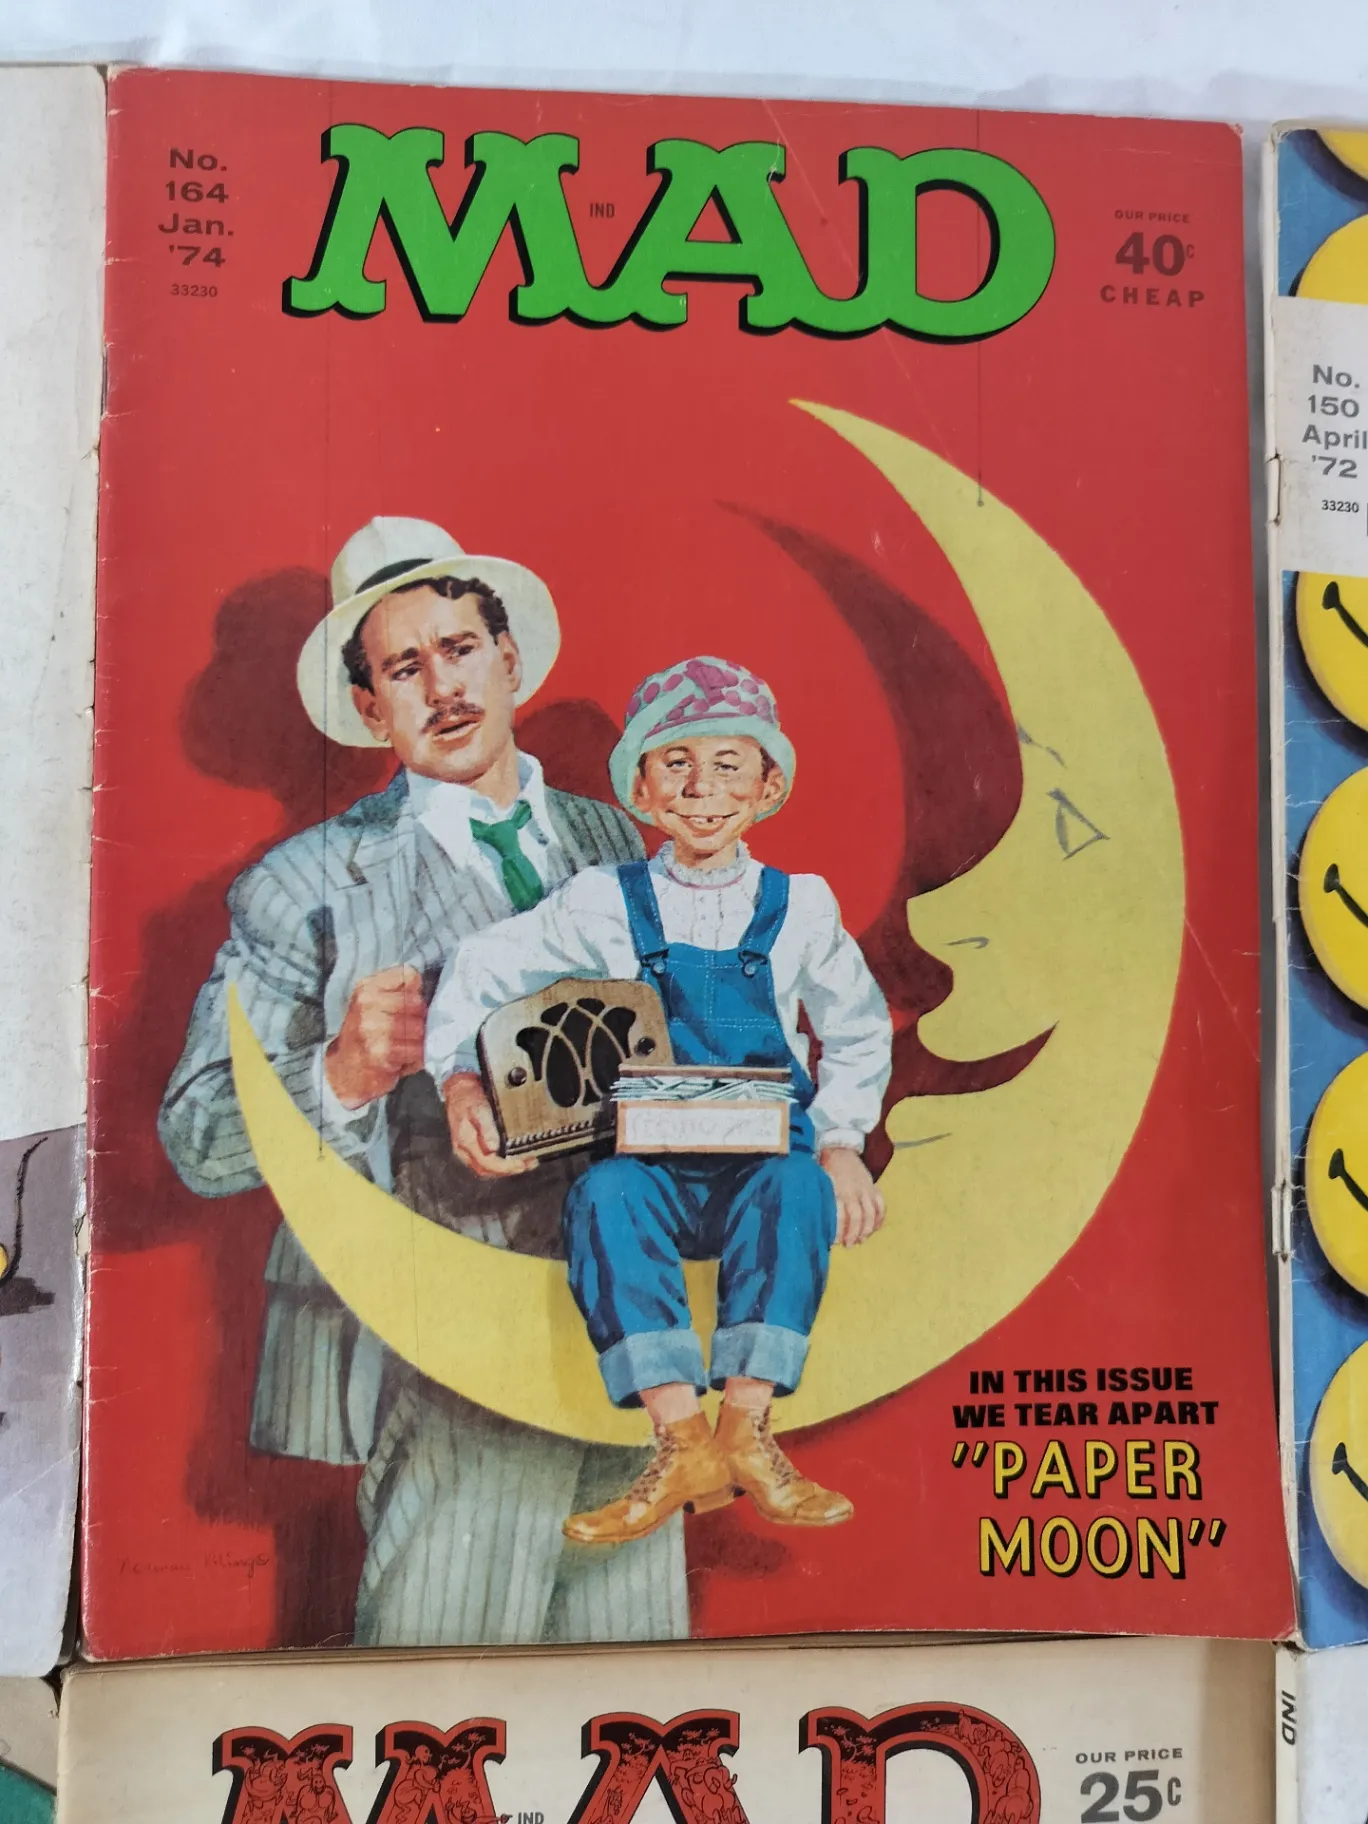 No.
164
Jan.
'74
33230
MAD
IND
OUR PRICE
40¢
CHEAP
IN THIS ISSUE
WE TEAR APART
"PAPER
MOON"
No.
150
April
'72
33230
MAD
IND
OUR PRICE
25¢
IND